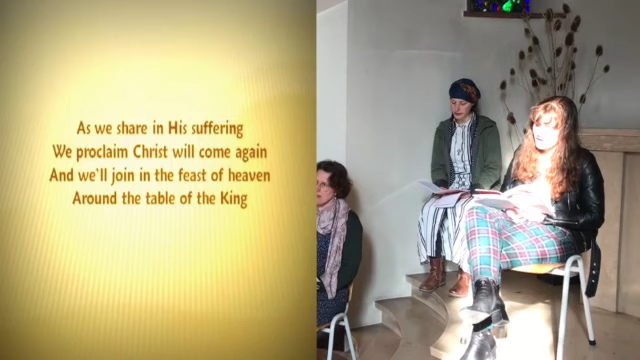 As we share in His suffering
We proclaim Christ will come again
And we'll join in the feast of heaven
Around the table of the King